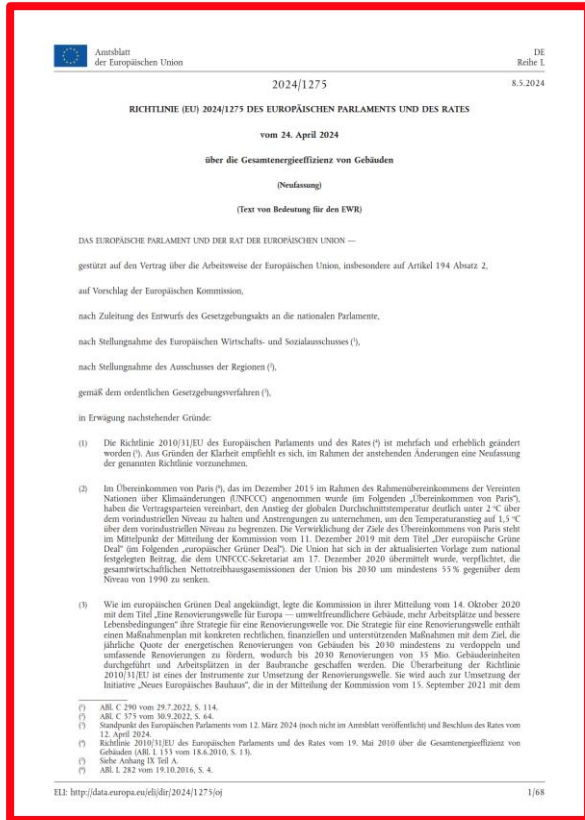 Amtsblatt
der Europäischen Union
DE
Reihe L
2024/1275
8.5.2024
RICHTLINIE (EU) 2024/1275 DES EUROPÄISCHEN PARLAMENTS UND DES RATES
vom 24. April 2024
über die Gesamtenergieeffizienz von Gebäuden
(Neufassung)
(Text von Bedeutung für den EWR)
DAS EUROPÄISCHE PARLAMENT UND DER RAT DER EUROPÄISCHEN UNION —
gestützt auf den Vertrag über die Arbeitsweise der Europäischen Union, insbesondere auf Artikel 194 Absatz 2,
auf Vorschlag der Europäischen Kommission,
nach Zuleitung des Entwurfs des Gesetzgebungsakts an die nationalen Parlamente,
nach Stellungnahme des Europäischen Wirtschafts- und Sozialausschusses (¹),
nach Stellungnahme des Ausschusses der Regionen (²),
gemäß dem ordentlichen Gesetzgebungsverfahren (³),
in Erwägung nachstehender Gründe:
(1) Die Richtlinie 2010/31/EU des Europäischen Parlaments und des Rates (⁴) ist mehrfach und erheblich geändert
worden (⁵). Aus Gründen der Klarheit empfiehlt es sich, im Rahmen der anstehenden Änderungen eine Neufassung
der genannten Richtlinie vorzunehmen.
(2) Im Übereinkommen von Paris (⁶), das im Dezember 2015 im Rahmen des Rahmenübereinkommens der Vereinten
Nationen über Klimaänderungen (UNFCCC) angenommen wurde (im Folgenden „Übereinkommen von Paris“),
haben die Vertragsparteien vereinbart, den Anstieg der globalen Durchschnittstemperatur deutlich unter 2 °C über
dem vorindustriellen Niveau zu halten und Anstrengungen zu unternehmen, um den Temperaturanstieg auf 1,5 °C
über dem vorindustriellen Niveau zu begrenzen. Die Verwirklichung der Ziele des Übereinkommens von Paris steht
im Mittelpunkt der Mitteilung der Kommission vom 11. Dezember 2019 mit dem Titel „Der europäische Grüne
Deal“ (im Folgenden „europäischer Grüner Deal“). Die Union hat sich in der aktualisierten Vorlage zum national
festgelegten Beitrag, die dem UNFCCC-Sekretariat am 17. Dezember 2020 übermittelt wurde, verpflichtet, die
gesamtwirtschaftlichen Nettotreibhausgasemissionen der Union bis 2030 um mindestens 55 % gegenüber dem
Niveau von 1990 zu senken.
(3) Wie im europäischen Grünen Deal angekündigt, legte die Kommission in ihrer Mitteilung vom 14. Oktober 2020
mit dem Titel „Eine Renovierungswelle für Europa — umweltfreundlichere Gebäude, mehr Arbeitsplätze und bessere
Lebensbedingungen“ ihre Strategie für eine Renovierungswelle vor. Die Strategie für eine Renovierungswelle enthält
einen Maßnahmenplan mit konkreten rechtlichen, finanziellen und unterstützenden Maßnahmen mit dem Ziel, die
jährliche Quote der energetischen Renovierungen von Gebäuden bis 2030 mindestens zu verdoppeln und
umfassende Renovierungen zu fördern, wodurch bis 2030 Renovierungen von 35 Mio. Gebäudeeinheiten
durchgeführt und Arbeitsplätzen in der Baubranche geschaffen werden. Die Überarbeitung der Richtlinie
2010/31/EU ist eines der Instrumente zur Umsetzung der Renovierungswelle. Sie wird auch zur Umsetzung der
Initiative „Neues Europäisches Bauhaus“, die in der Mitteilung der Kommission vom 15. September 2021 mit dem
(¹) ABl. C 290 vom 29.7.2022, S. 114.
(²) ABl. C 375 vom 30.9.2022, S. 64.
(³) Standpunkt des Europäischen Parlaments vom 12. März 2024 (noch nicht im Amtsblatt veröffentlicht) und Beschluss des Rates vom
12. April 2024.
(⁴) Richtlinie 2010/31/EU des Europäischen Parlaments und des Rates vom 19. Mai 2010 über die Gesamtenergieeffizienz von
Gebäuden (ABl. L 153 vom 18.6.2010, S. 13).
(⁵) Siehe Anhang IX Teil A.
(⁶) ABl. L 282 vom 19.10.2016, S. 4.
ELI: http://data.europa.eu/eli/dir/2024/1275/oj
1/68